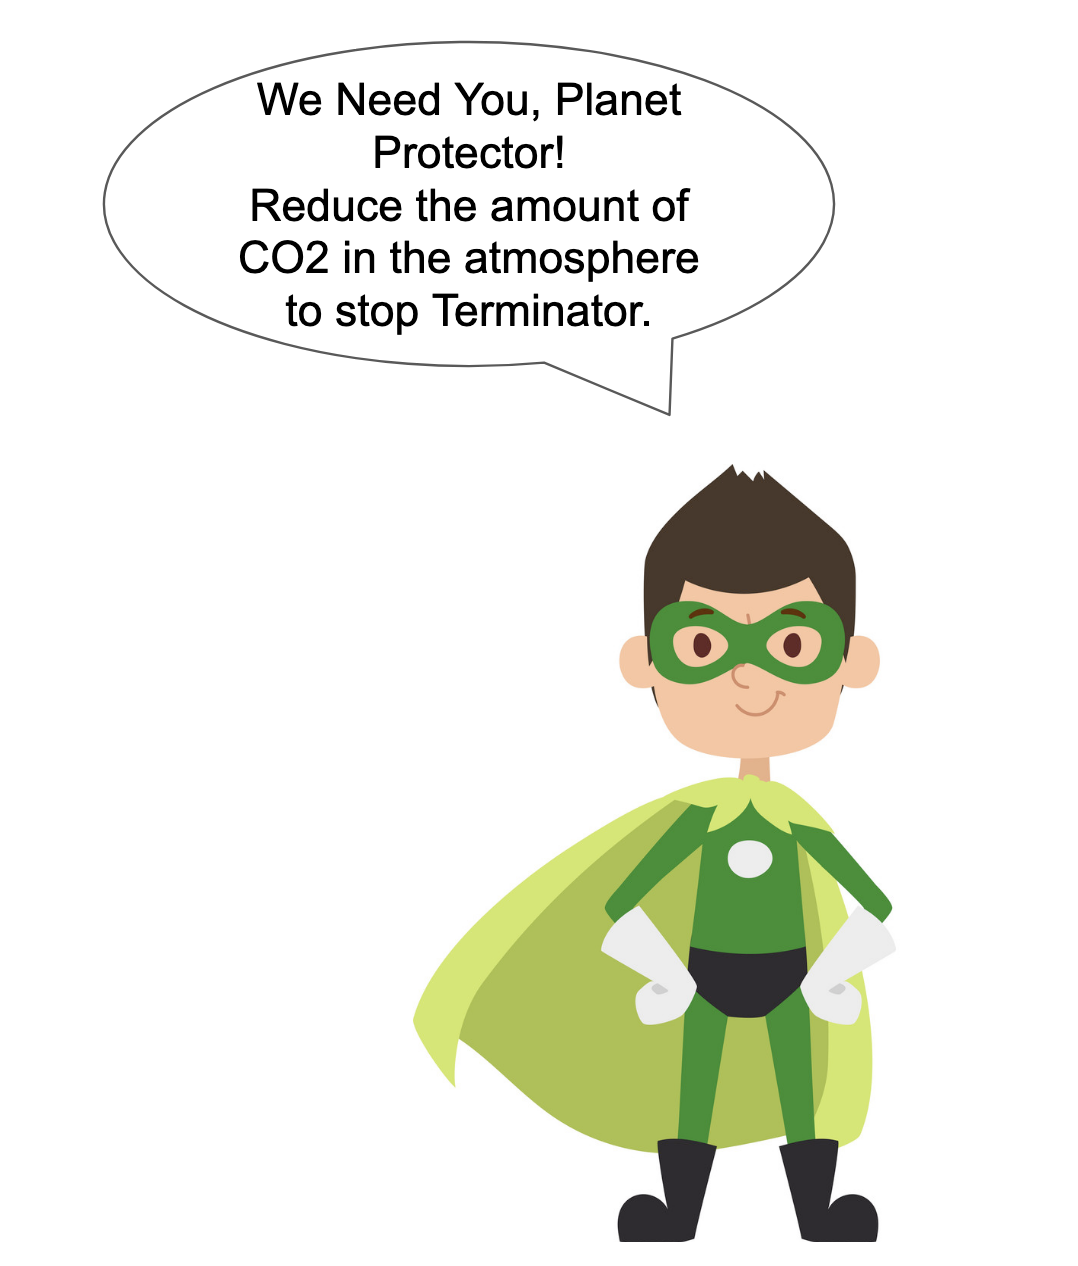 We Need You, Planet
Protector!
Reduce the amount of
CO2 in the atmosphere
to stop Terminator.